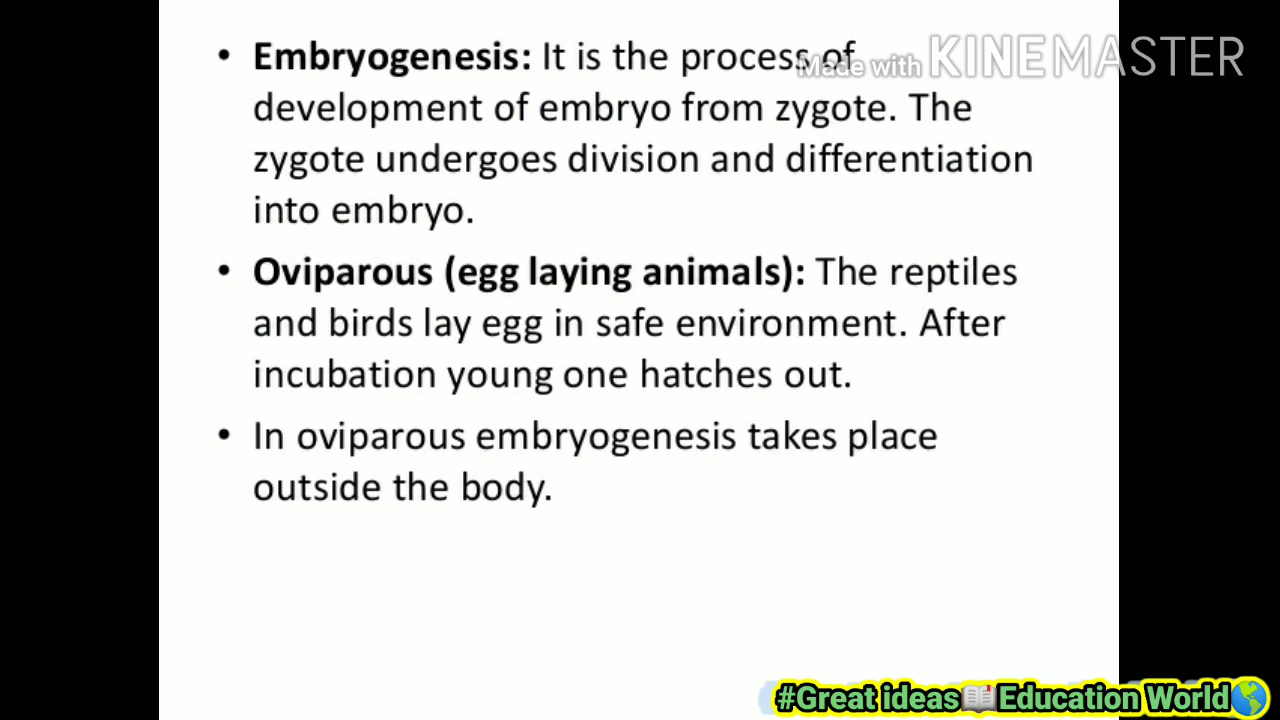 • Embryogenesis: It is the process of
Made with KINEMASTER
development of embryo from zygote. The
zygote undergoes division and differentiation
into embryo.
• Oviparous (egg laying animals): The reptiles
and birds lay egg in safe environment. After
incubation young one hatches out.
• In oviparous embryogenesis takes place
outside the body.
#Great ideas📖Education World🌎